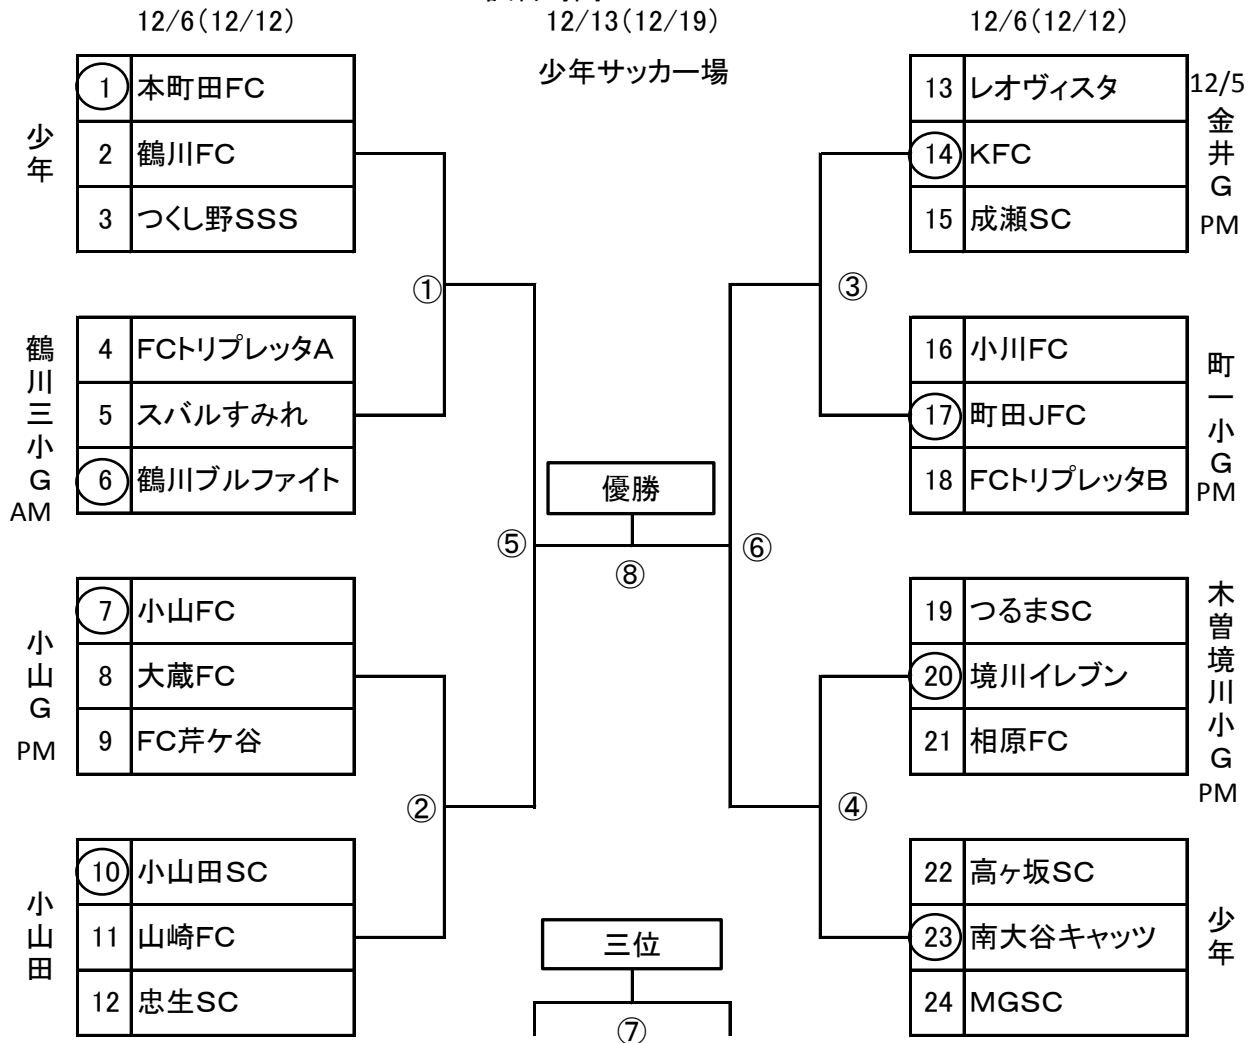 12/6(12/12)
12/13(12/19)
12/6(12/12)
少年サッカー場
少年
1 本町田FC
2 鶴川FC
3 つくし野SSS
①
鶴川三小G
AM
4 FCトリプレッタA
5 スバルすみれ
6 鶴川ブルファイト
⑤
小山G
PM
7 小山FC
8 大蔵FC
9 FC芹ケ谷
②
小山田
10 小山田SC
11 山崎FC
12 忠生SC
優勝
⑧
三位
⑦
13 レオヴィスタ
14 KFC
15 成瀬SC
12/5
金井G
PM
③
16 小川FC
17 町田JFC
18 FCトリプレッタB
町一小G
PM
⑥
19 つるまSC
20 境川イレブン
21 相原FC
木曽境川小G
PM
④
22 高ヶ坂SC
23 南大谷キャッツ
24 MGSC
少年